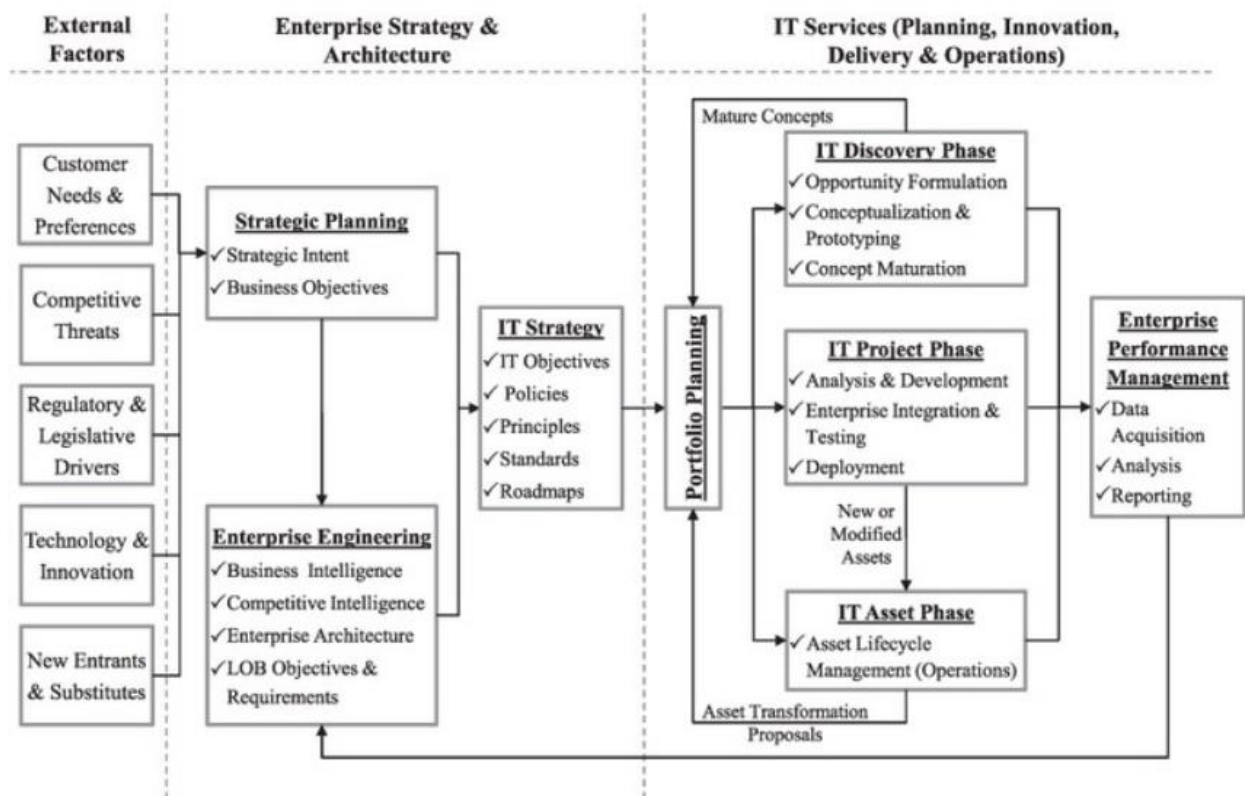 External
Factors
Enterprise Strategy &
Architecture
IT Services (Planning, Innovation,
Delivery & Operations)
Customer
Needs &
Preferences
Competitive
Threats
Regulatory &
Legislative
Drivers
Technology &
Innovation
New Entrants
& Substitutes
Strategic Planning
✓Strategic Intent
✓Business Objectives
Enterprise Engineering
✓Business Intelligence
✓Competitive Intelligence
✓Enterprise Architecture
✓LOB Objectives &
Requirements
IT Strategy
✓IT Objectives
✓ Policies
✓Principles
✓Standards
✓Roadmaps
Portfolio Planning
Mature Concepts
IT Discovery Phase
✓Opportunity Formulation
✓Conceptualization &
Prototyping
✓Concept Maturation
IT Project Phase
✓Analysis & Development
✓Enterprise Integration &
Testing
✓Deployment
New or
Modified
Assets
IT Asset Phase
✓Asset Lifecycle
Management (Operations)
Asset Transformation
Proposals
Enterprise
Performance
Management
✓Data
Acquisition
✓Analysis
✓Reporting